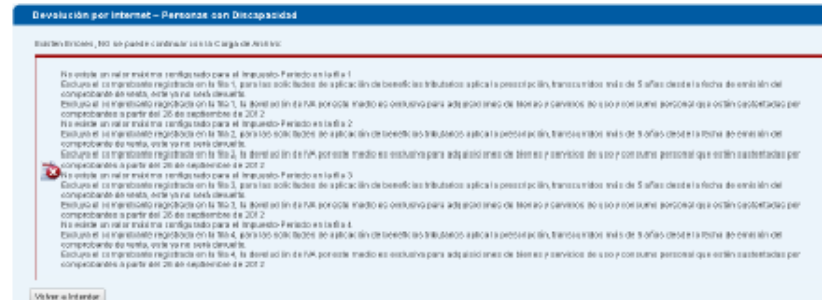 Devolución por Internet – Personas con Discapacidad
Existen Errores, NO se puede continuar con la Carga de Archivo:
No existe un valor máximo configurado para el Impuesto-Periodo en la fila 1
Excluya el comprobante registrado en la fila 1, para las solicitudes de aplicación de beneficios tributarios aplica la prescripción, transcurridos más de 5 años desde la fecha de emisión del
comprobante de venta, este ya no será devuelto.
Excluya el comprobante registrado en la fila 1, la devolución de IVA por este medio es exclusiva para adquisiciones de bienes y servicios de uso y consumo personal que están sustentadas por
comprobantes a partir del 28 de septiembre de 2012
No existe un valor máximo configurado para el Impuesto-Periodo en la fila 2
Excluya el comprobante registrado en la fila 2, para las solicitudes de aplicación de beneficios tributarios aplica la prescripción, transcurridos más de 5 años desde la fecha de emisión del
comprobante de venta, este ya no será devuelto.
Excluya el comprobante registrado en la fila 2, la devolución de IVA por este medio es exclusiva para adquisiciones de bienes y servicios de uso y consumo personal que están sustentadas por
comprobantes a partir del 28 de septiembre de 2012
No existe un valor máximo configurado para el Impuesto-Periodo en la fila 3
Excluya el comprobante registrado en la fila 3, para las solicitudes de aplicación de beneficios tributarios aplica la prescripción, transcurridos más de 5 años desde la fecha de emisión del
comprobante de venta, este ya no será devuelto.
Excluya el comprobante registrado en la fila 3, la devolución de IVA por este medio es exclusiva para adquisiciones de bienes y servicios de uso y consumo personal que están sustentadas por
comprobantes a partir del 28 de septiembre de 2012
No existe un valor máximo configurado para el Impuesto-Periodo en la fila 4
Excluya el comprobante registrado en la fila 4, para las solicitudes de aplicación de beneficios tributarios aplica la prescripción, transcurridos más de 5 años desde la fecha de emisión del
comprobante de venta, este ya no será devuelto.
Excluya el comprobante registrado en la fila 4, la devolución de IVA por este medio es exclusiva para adquisiciones de bienes y servicios de uso y consumo personal que están sustentadas por
comprobantes a partir del 28 de septiembre de 2012
Volver a Intentar